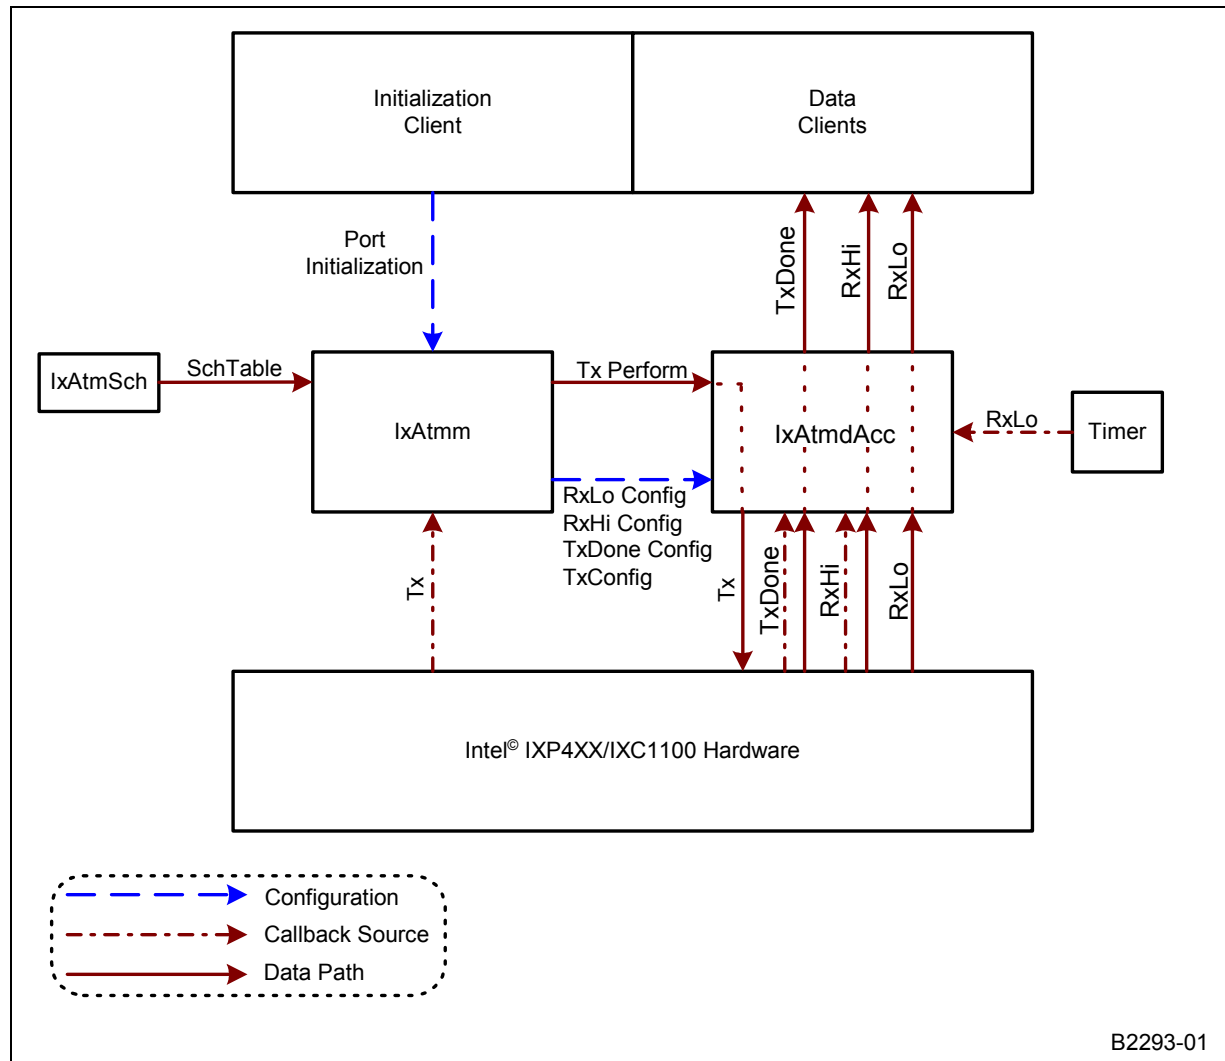 Initialization
Client
Data
Clients
Port
Initialization
TxDone
RxHi
RxLo
IxAtmSch
SchTable
IxAtmm
Tx Perform
IxAtmdAcc
RxLo
Timer
RxLo Config
RxHi Config
TxDone Config
TxConfig
Tx
Tx
TxDone
RxHi
RxLo
Intel© IXP4XX/IXC1100 Hardware
Configuration
Callback Source
Data Path
B2293-01